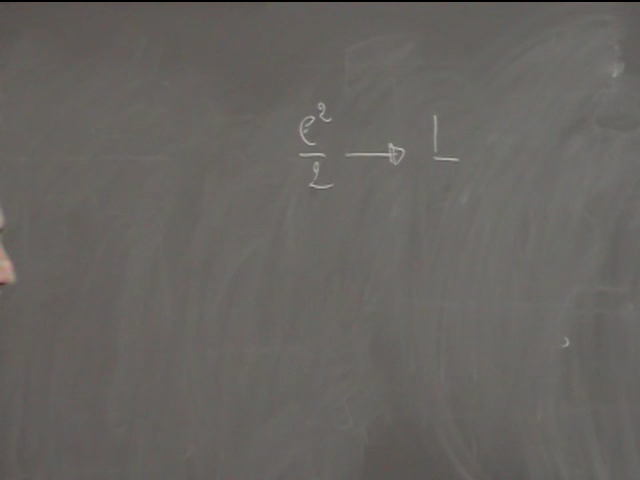 e²/2 → 1/